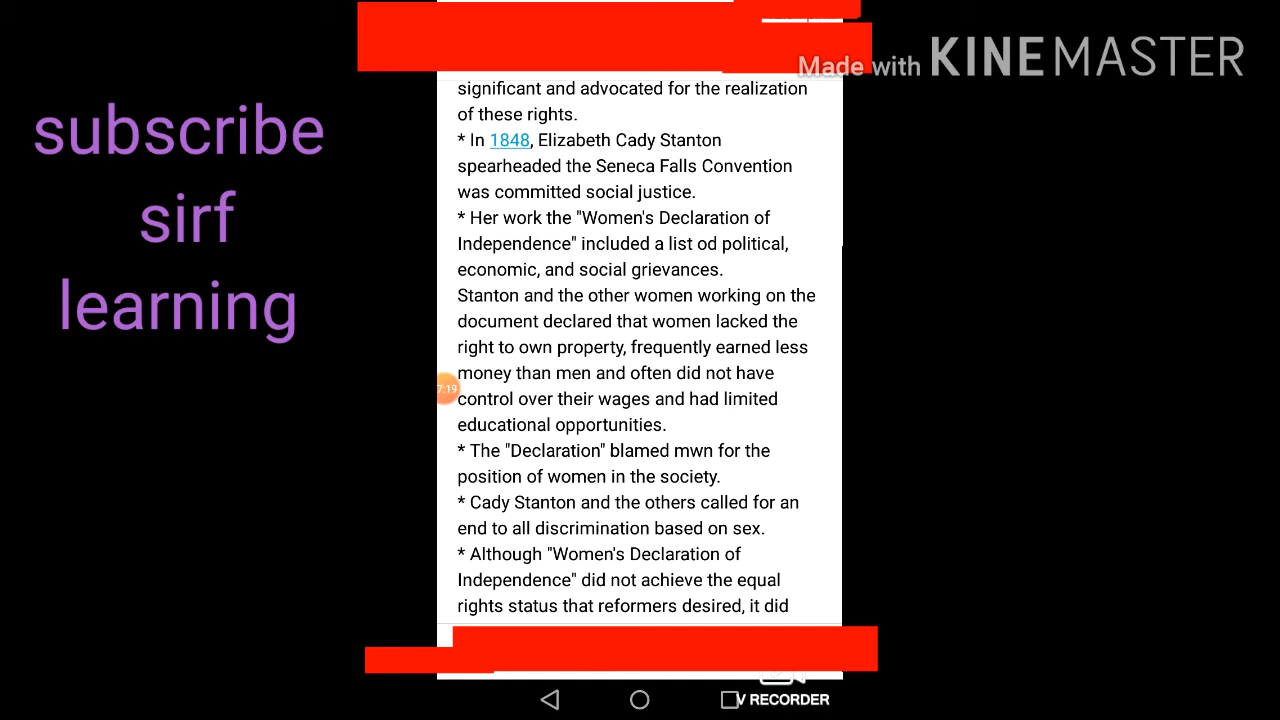 subscribe
sirf
learning
Made with KINEMASTER
significant and advocated for the realization
of these rights.
* In 1848, Elizabeth Cady Stanton
spearheaded the Seneca Falls Convention
was committed social justice.
* Her work the "Women's Declaration of
Independence" included a list od political,
economic, and social grievances.
Stanton and the other women working on the
document declared that women lacked the
right to own property, frequently earned less
money than men and often did not have
7:19
control over their wages and had limited
educational opportunities.
* The "Declaration" blamed mwn for the
position of women in the society.
* Cady Stanton and the others called for an
end to all discrimination based on sex.
* Although "Women's Declaration of
Independence" did not achieve the equal
rights status that reformers desired, it did
V RECORDER